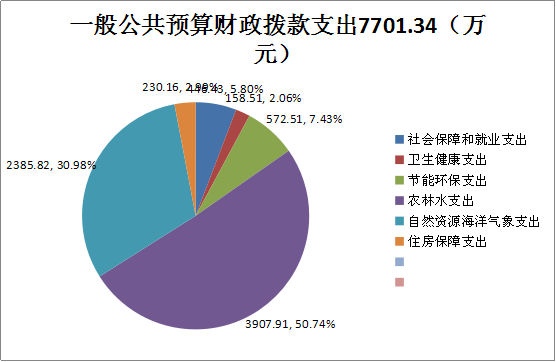 一般公共预算财政拨款支出7701.34（万
元）
230.16, 2.99%
446.43, 5.80%
158.51, 2.06%
572.51, 7.43%
2385.82, 30.98%
3907.91, 50.74%
社会保障和就业支出
卫生健康支出
节能环保支出
农林水支出
自然资源海洋气象支出
住房保障支出